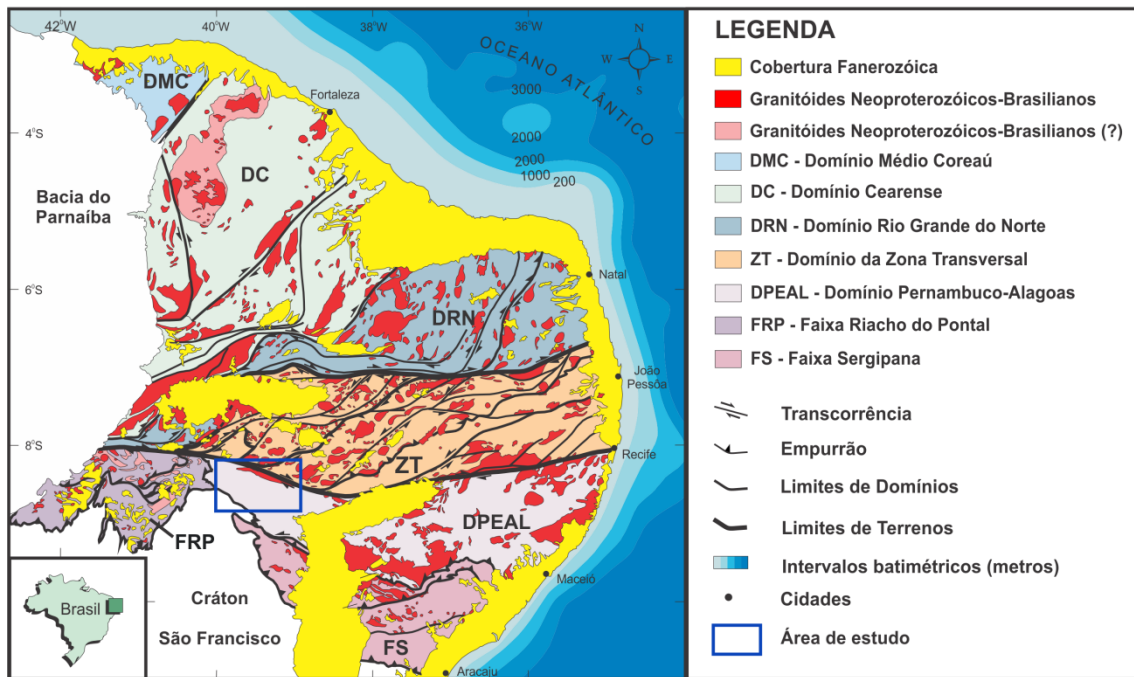 42°W
40°W
38°W
36°W
4°S
6°S
8°S
OCEANO ATLÂNTICO
N
W
E
S
3000
2000
2000
1000
200
DMC
Fortaleza
DC
Bacia do
Parnaíba
Natal
DRN
João
Pessôa
ZT
Recife
DPEAL
FRP
Maceió
Cráton
São Francisco
FS
Aracaju
Brasil
LEGENDA
Cobertura Fanerozóica
Granitóides Neoproterozóicos-Brasilianos
Granitóides Neoproterozóicos-Brasilianos (?)
DMC - Domínio Médio Coreaú
DC - Domínio Cearense
DRN - Domínio Rio Grande do Norte
ZT - Domínio da Zona Transversal
DPEAL - Domínio Pernambuco-Alagoas
FRP - Faixa Riacho do Pontal
FS - Faixa Sergipana
Transcorrência
Empurrão
Limites de Domínios
Limites de Terrenos
Intervalos batimétricos (metros)
Cidades
Área de estudo